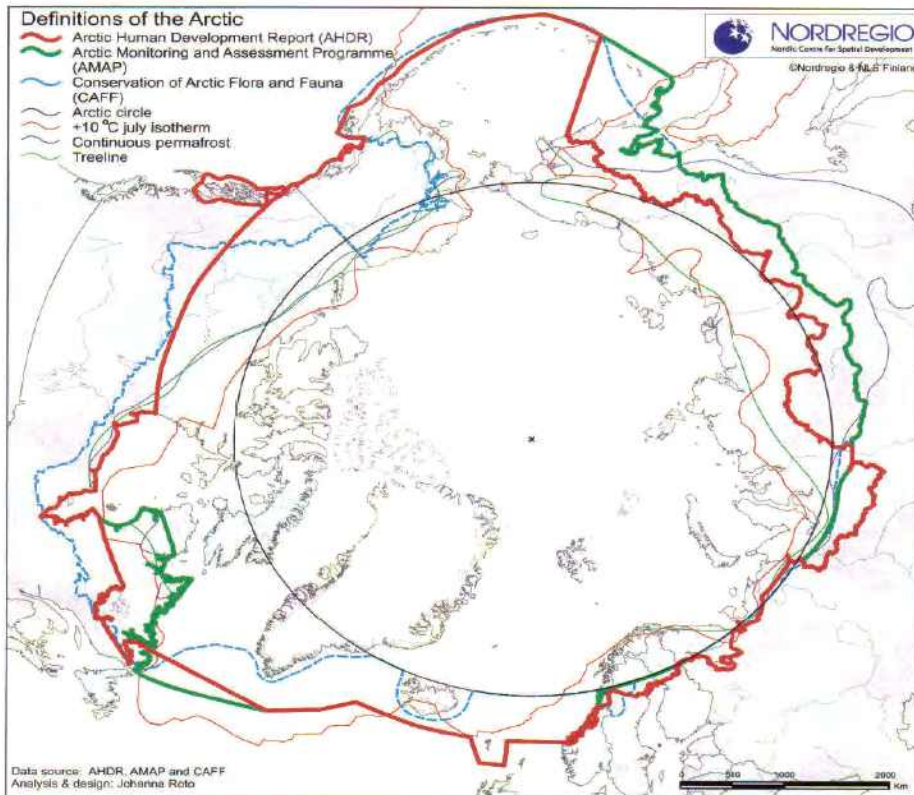 Definitions of the Arctic
Arctic Human Development Report (AHDR)
Arctic Monitoring and Assessment Programme
(AMAP)
Conservation of Arctic Flora and Fauna
(CAFF)
Arctic circle
+10 °C july isotherm
Continuous permafrost
Treeline
NORDREGIO
Nordic Centre for Spatial Development
©Nordregio & NLS Finland
Data source: AHDR, AMAP and CAFF
Analysis & design: Johanna Roto
0 500 1000 2000
Km